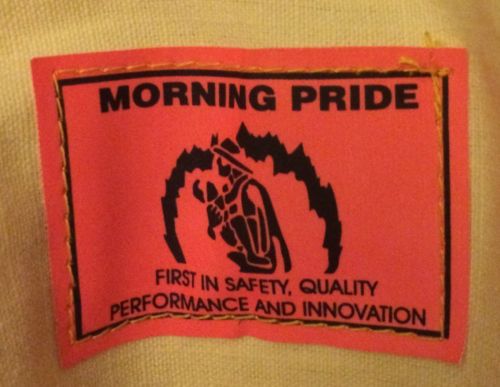 MORNING PRIDE
FIRST IN SAFETY, QUALITY
PERFORMANCE AND INNOVATION